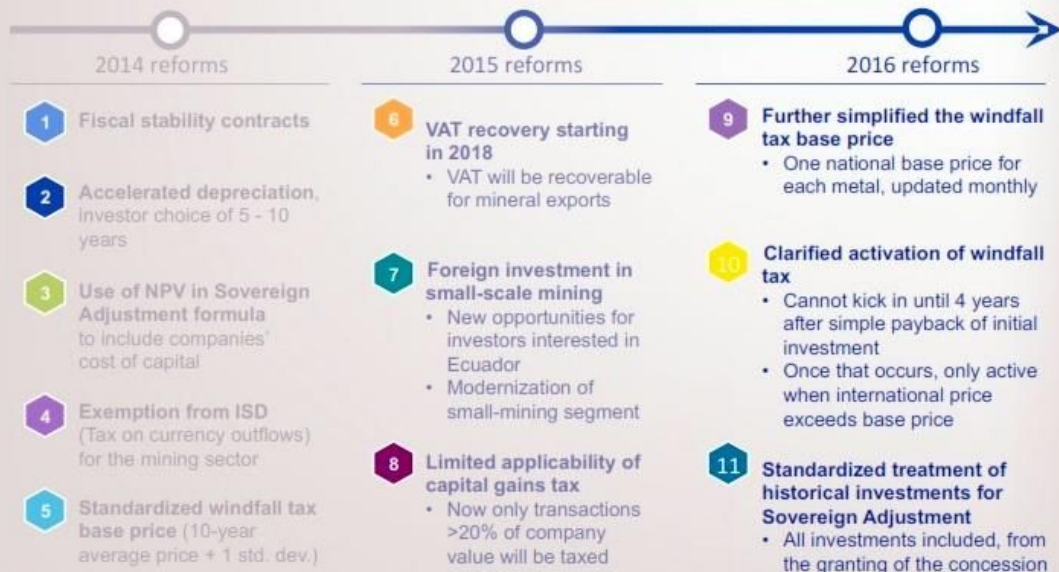 2014 reforms
1
Fiscal stability contracts
2
Accelerated depreciation,
investor choice of 5 - 10
years
3
Use of NPV in Sovereign
Adjustment formula
to include companies'
cost of capital
4
Exemption from ISD
(Tax on currency outflows)
for the mining sector
5
Standardized windfall tax
base price (10-year
average price + 1 std. dev.)
2015 reforms
6
VAT recovery starting
in 2018
• VAT will be recoverable
for mineral exports
7
Foreign investment in
small-scale mining
• New opportunities for
investors interested in
Ecuador
• Modernization of
small-mining segment
8
Limited applicability of
capital gains tax
• Now only transactions
>20% of company
value will be taxed
2016 reforms
9
Further simplified the windfall
tax base price
• One national base price for
each metal, updated monthly
10
Clarified activation of windfall
tax
• Cannot kick in until 4 years
after simple payback of initial
investment
• Once that occurs, only active
when international price
exceeds base price
11
Standardized treatment of
historical investments for
Sovereign Adjustment
• All investments included, from
the granting of the concession